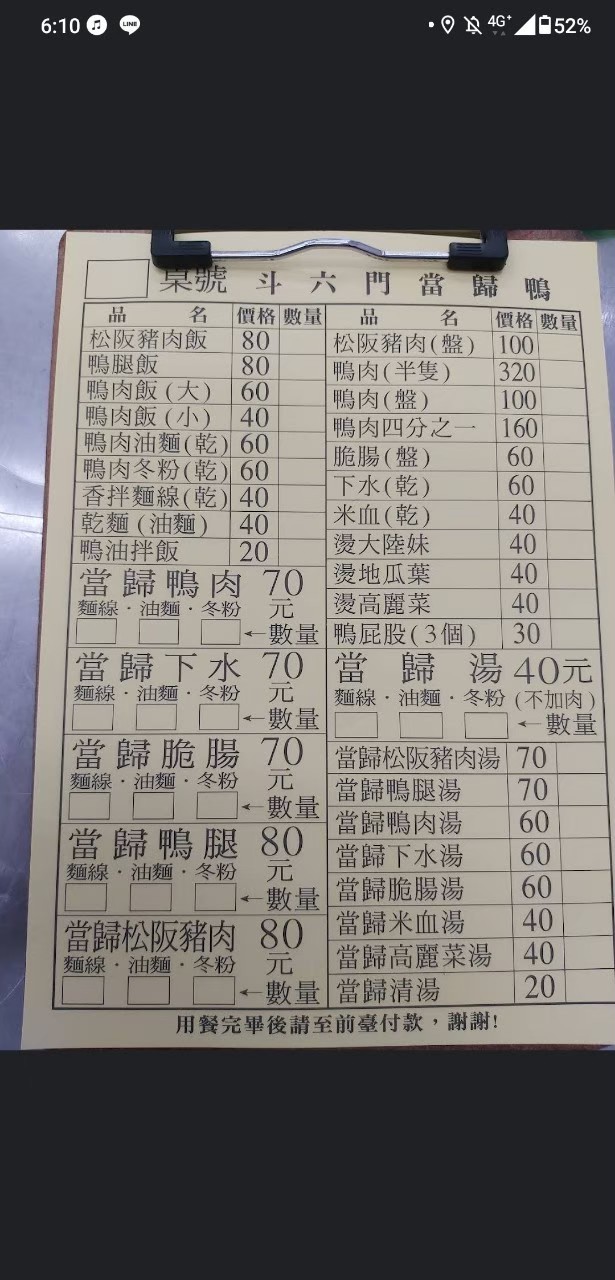 6:10
LINE
4G+
52%
桌號 斗六門當歸鴨
品名 價格 數量
松阪豬肉飯 80
鴨腿飯 80
鴨肉飯(大) 60
鴨肉飯(小) 40
鴨肉油麵(乾) 60
鴨肉冬粉(乾) 60
香拌麵線(乾) 40
乾麵(油麵) 40
鴨油拌飯 20
當歸鴨肉 70元
麵線·油麵·冬粉
←數量
當歸下水 70元
麵線·油麵·冬粉
←數量
當歸脆腸 70元
麵線·油麵·冬粉
←數量
當歸鴨腿 80元
麵線·油麵·冬粉
←數量
當歸松阪豬肉 80元
麵線·油麵·冬粉
←數量
品名 價格 數量
松阪豬肉(盤) 100
鴨肉(半隻) 320
鴨肉(盤) 100
鴨肉四分之一 160
脆腸(盤) 60
下水(乾) 60
米血(乾) 40
燙大陸妹 40
燙地瓜葉 40
燙高麗菜 40
鴨屁股(3個) 30
當歸湯 40元
麵線·油麵·冬粉(不加肉)
←數量
當歸松阪豬肉湯 70
當歸鴨腿湯 70
當歸鴨肉湯 60
當歸下水湯 60
當歸脆腸湯 60
當歸米血湯 40
當歸高麗菜湯 40
當歸清湯 20
用餐完畢後請至前臺付款，謝謝!